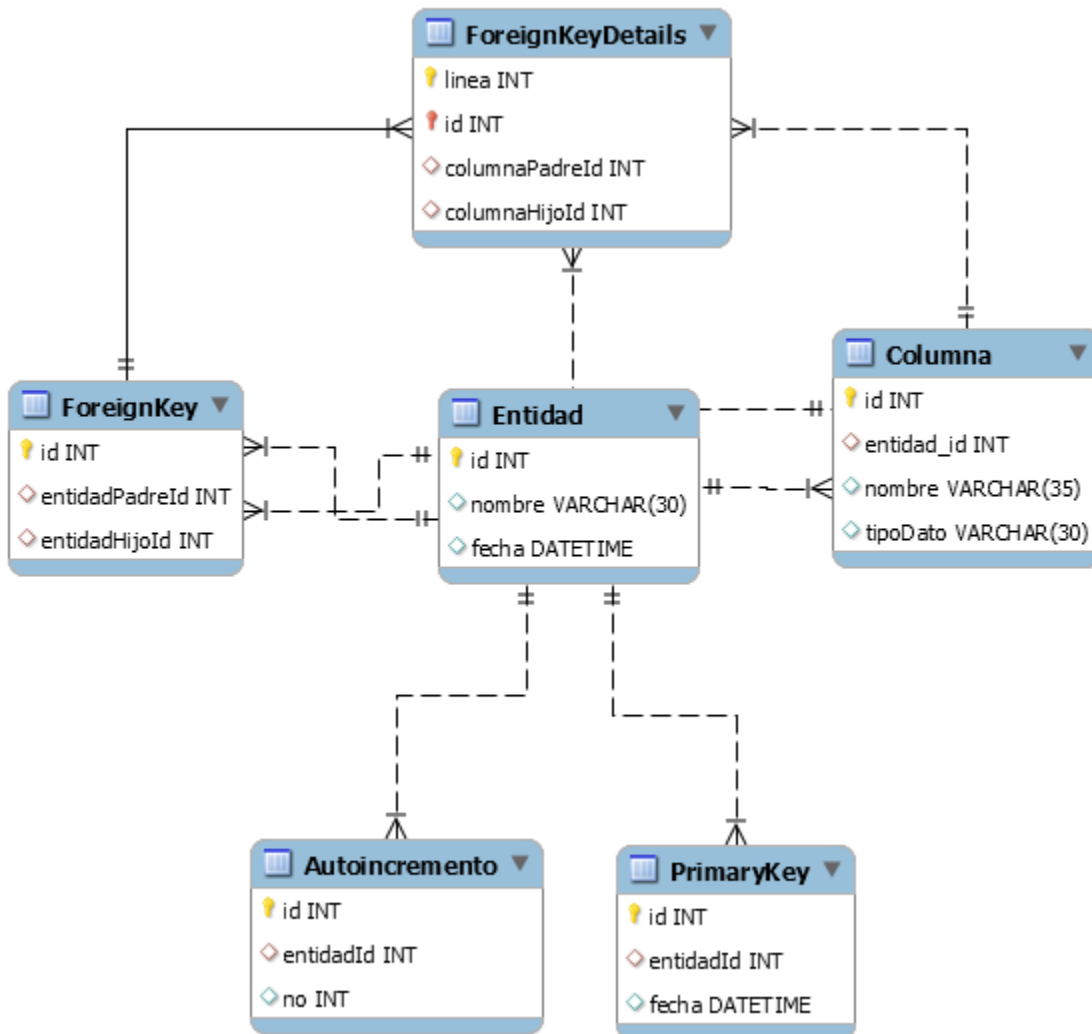 ForeignKeyDetails
linea INT
id INT
columnaPadreId INT
columnaHijoId INT
ForeignKey
id INT
entidadPadreId INT
entidadHijoId INT
Entidad
id INT
nombre VARCHAR(30)
fecha DATETIME
Columna
id INT
entidad_id INT
nombre VARCHAR(35)
tipoDato VARCHAR(30)
Autoincremento
id INT
entidadId INT
no INT
PrimaryKey
id INT
entidadId INT
fecha DATETIME